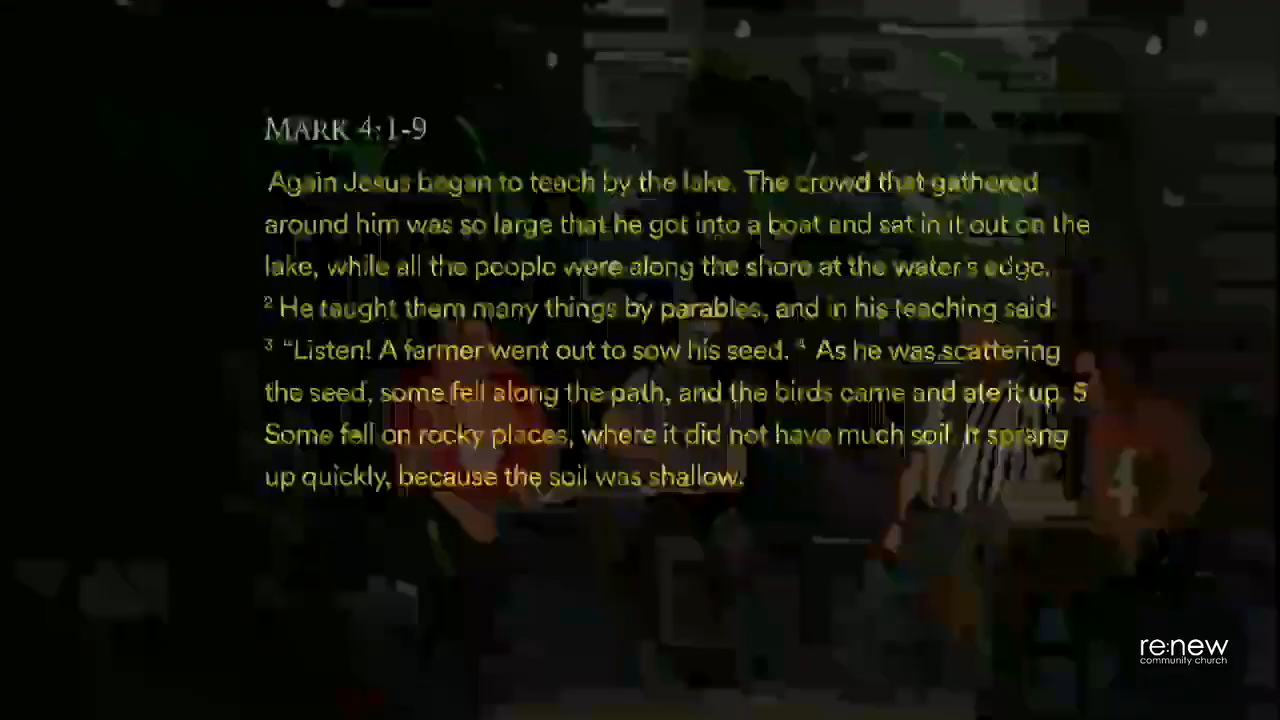 MARK 4:1-9
Again Jesus began to teach by the lake. The crowd that gathered
around him was so large that he got into a boat and sat in it out on the
lake, while all the people were along the shore at the water's edge.
² He taught them many things by parables, and in his teaching said:
³ “Listen! A farmer went out to sow his seed. ⁴ As he was scattering
the seed, some fell along the path, and the birds came and ate it up. 5
Some fell on rocky places, where it did not have much soil. It sprang
up quickly, because the soil was shallow.
re:new
community church